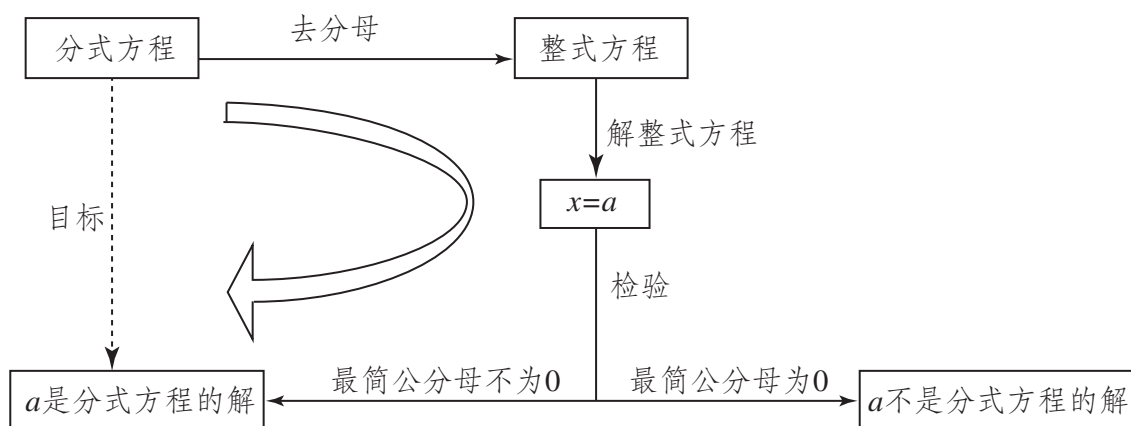 分式方程
去分母
整式方程
解整式方程
x=a
目标
检验
最简公分母不为0
最简公分母为0
a是分式方程的解
a不是分式方程的解